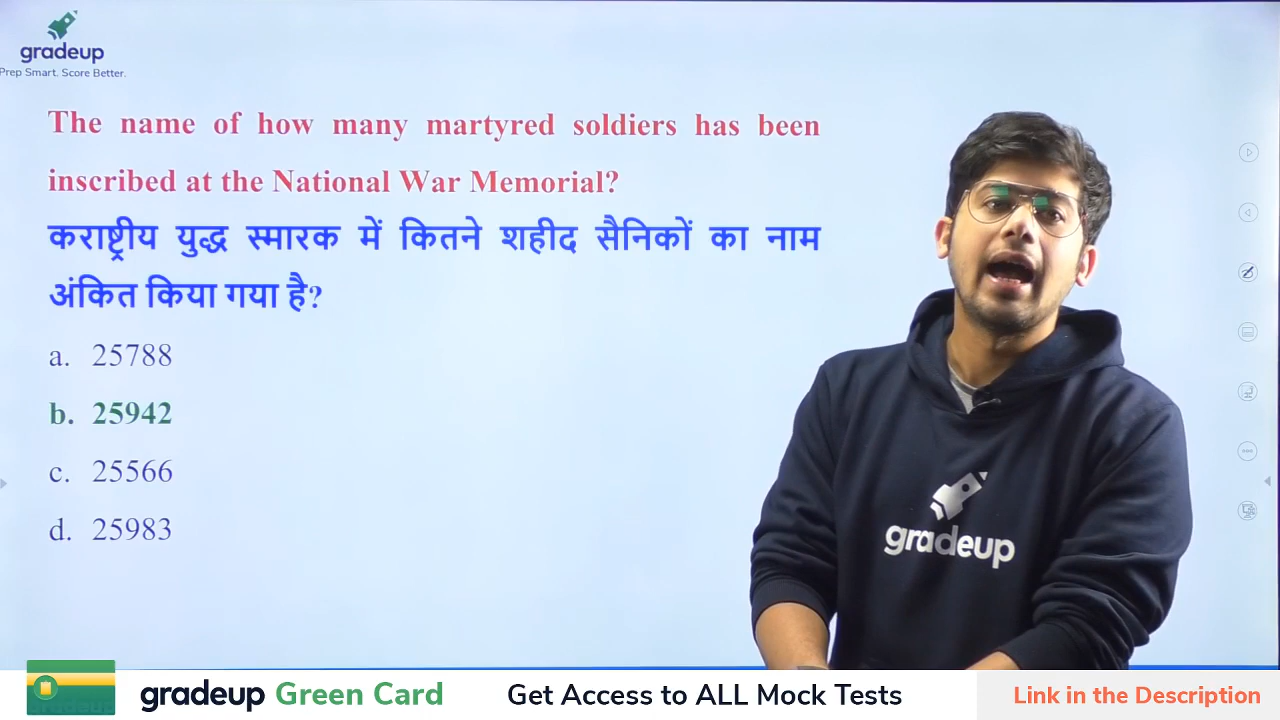 gradeup
Prep Smart. Score Better.
The name of how many martyred soldiers has been
inscribed at the National War Memorial?
कराष्ट्रीय युद्ध स्मारक में कितने शहीद सैनिकों का नाम
अंकित किया गया है?
a. 25788
b. 25942
c. 25566
d. 25983
gradeup
gradeup Green Card
Get Access to ALL Mock Tests
Link in the Description